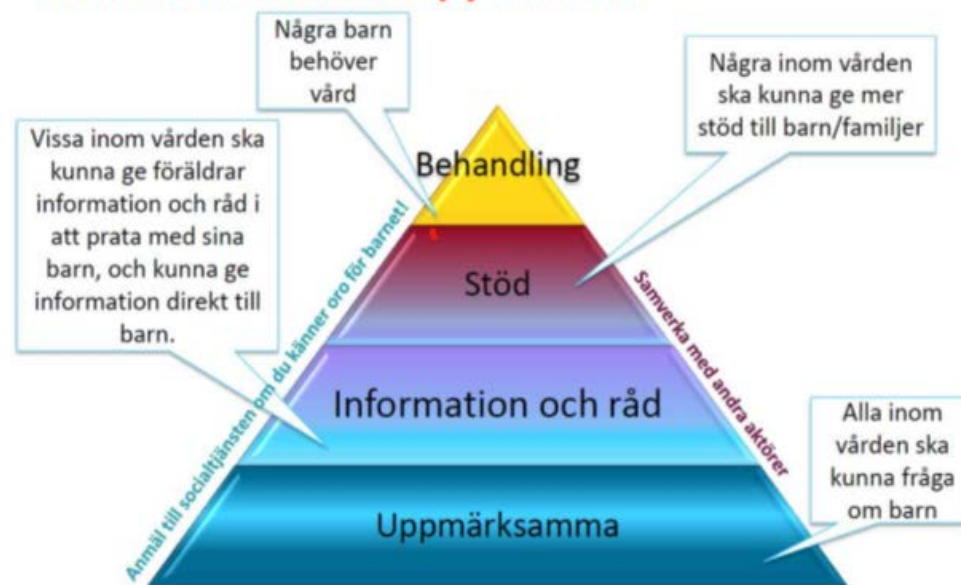 Några barn
behöver
vård
Några inom vården
ska kunna ge mer
stöd till barn/familjer
Vissa inom vården ska
kunna ge föräldrar
information och råd i
att prata med sina
barn, och kunna ge
information direkt till
barn.
Behandling
Stöd
Information och råd
Uppmärksamma
Anmäl till socialtjänsten om du känner oro för barnet!
Samverka med andra aktörer
Alla inom
vården ska
kunna fråga
om barn